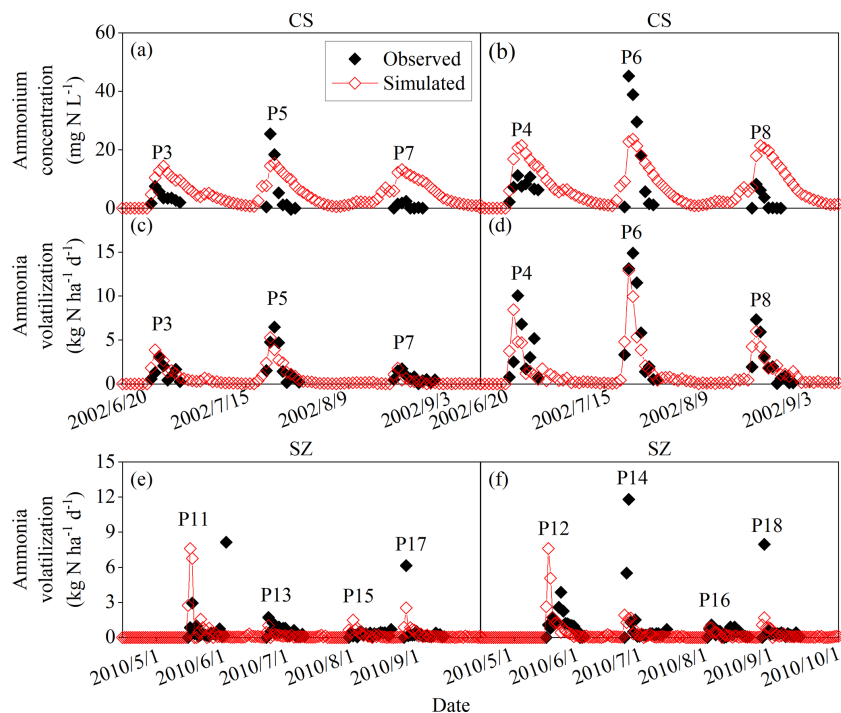 CS CS
60
40
20
0
Ammonium
concentration
(mg N L-1)
(a)
Observed
Simulated
P3
P5
P7
(b)
P4
P6
P8
15
10
5
0
Ammonia
volatilization
(kg N ha-1 d-1)
(c)
P3
P5
P7
(d)
P4
P6
P8
2002/6/20 2002/7/15 2002/8/9 2002/9/3 2002/6/20 2002/7/15 2002/8/9 2002/9/3
SZ SZ
15
12
9
6
3
0
Ammonia
volatilization
(kg N ha-1 d-1)
(e)
P11
P13
P15
P17
(f)
P12
P14
P16
P18
2010/5/1 2010/6/1 2010/7/1 2010/8/1 2010/9/1 2010/5/1 2010/6/1 2010/7/1 2010/8/1 2010/9/1 2010/10/1
Date